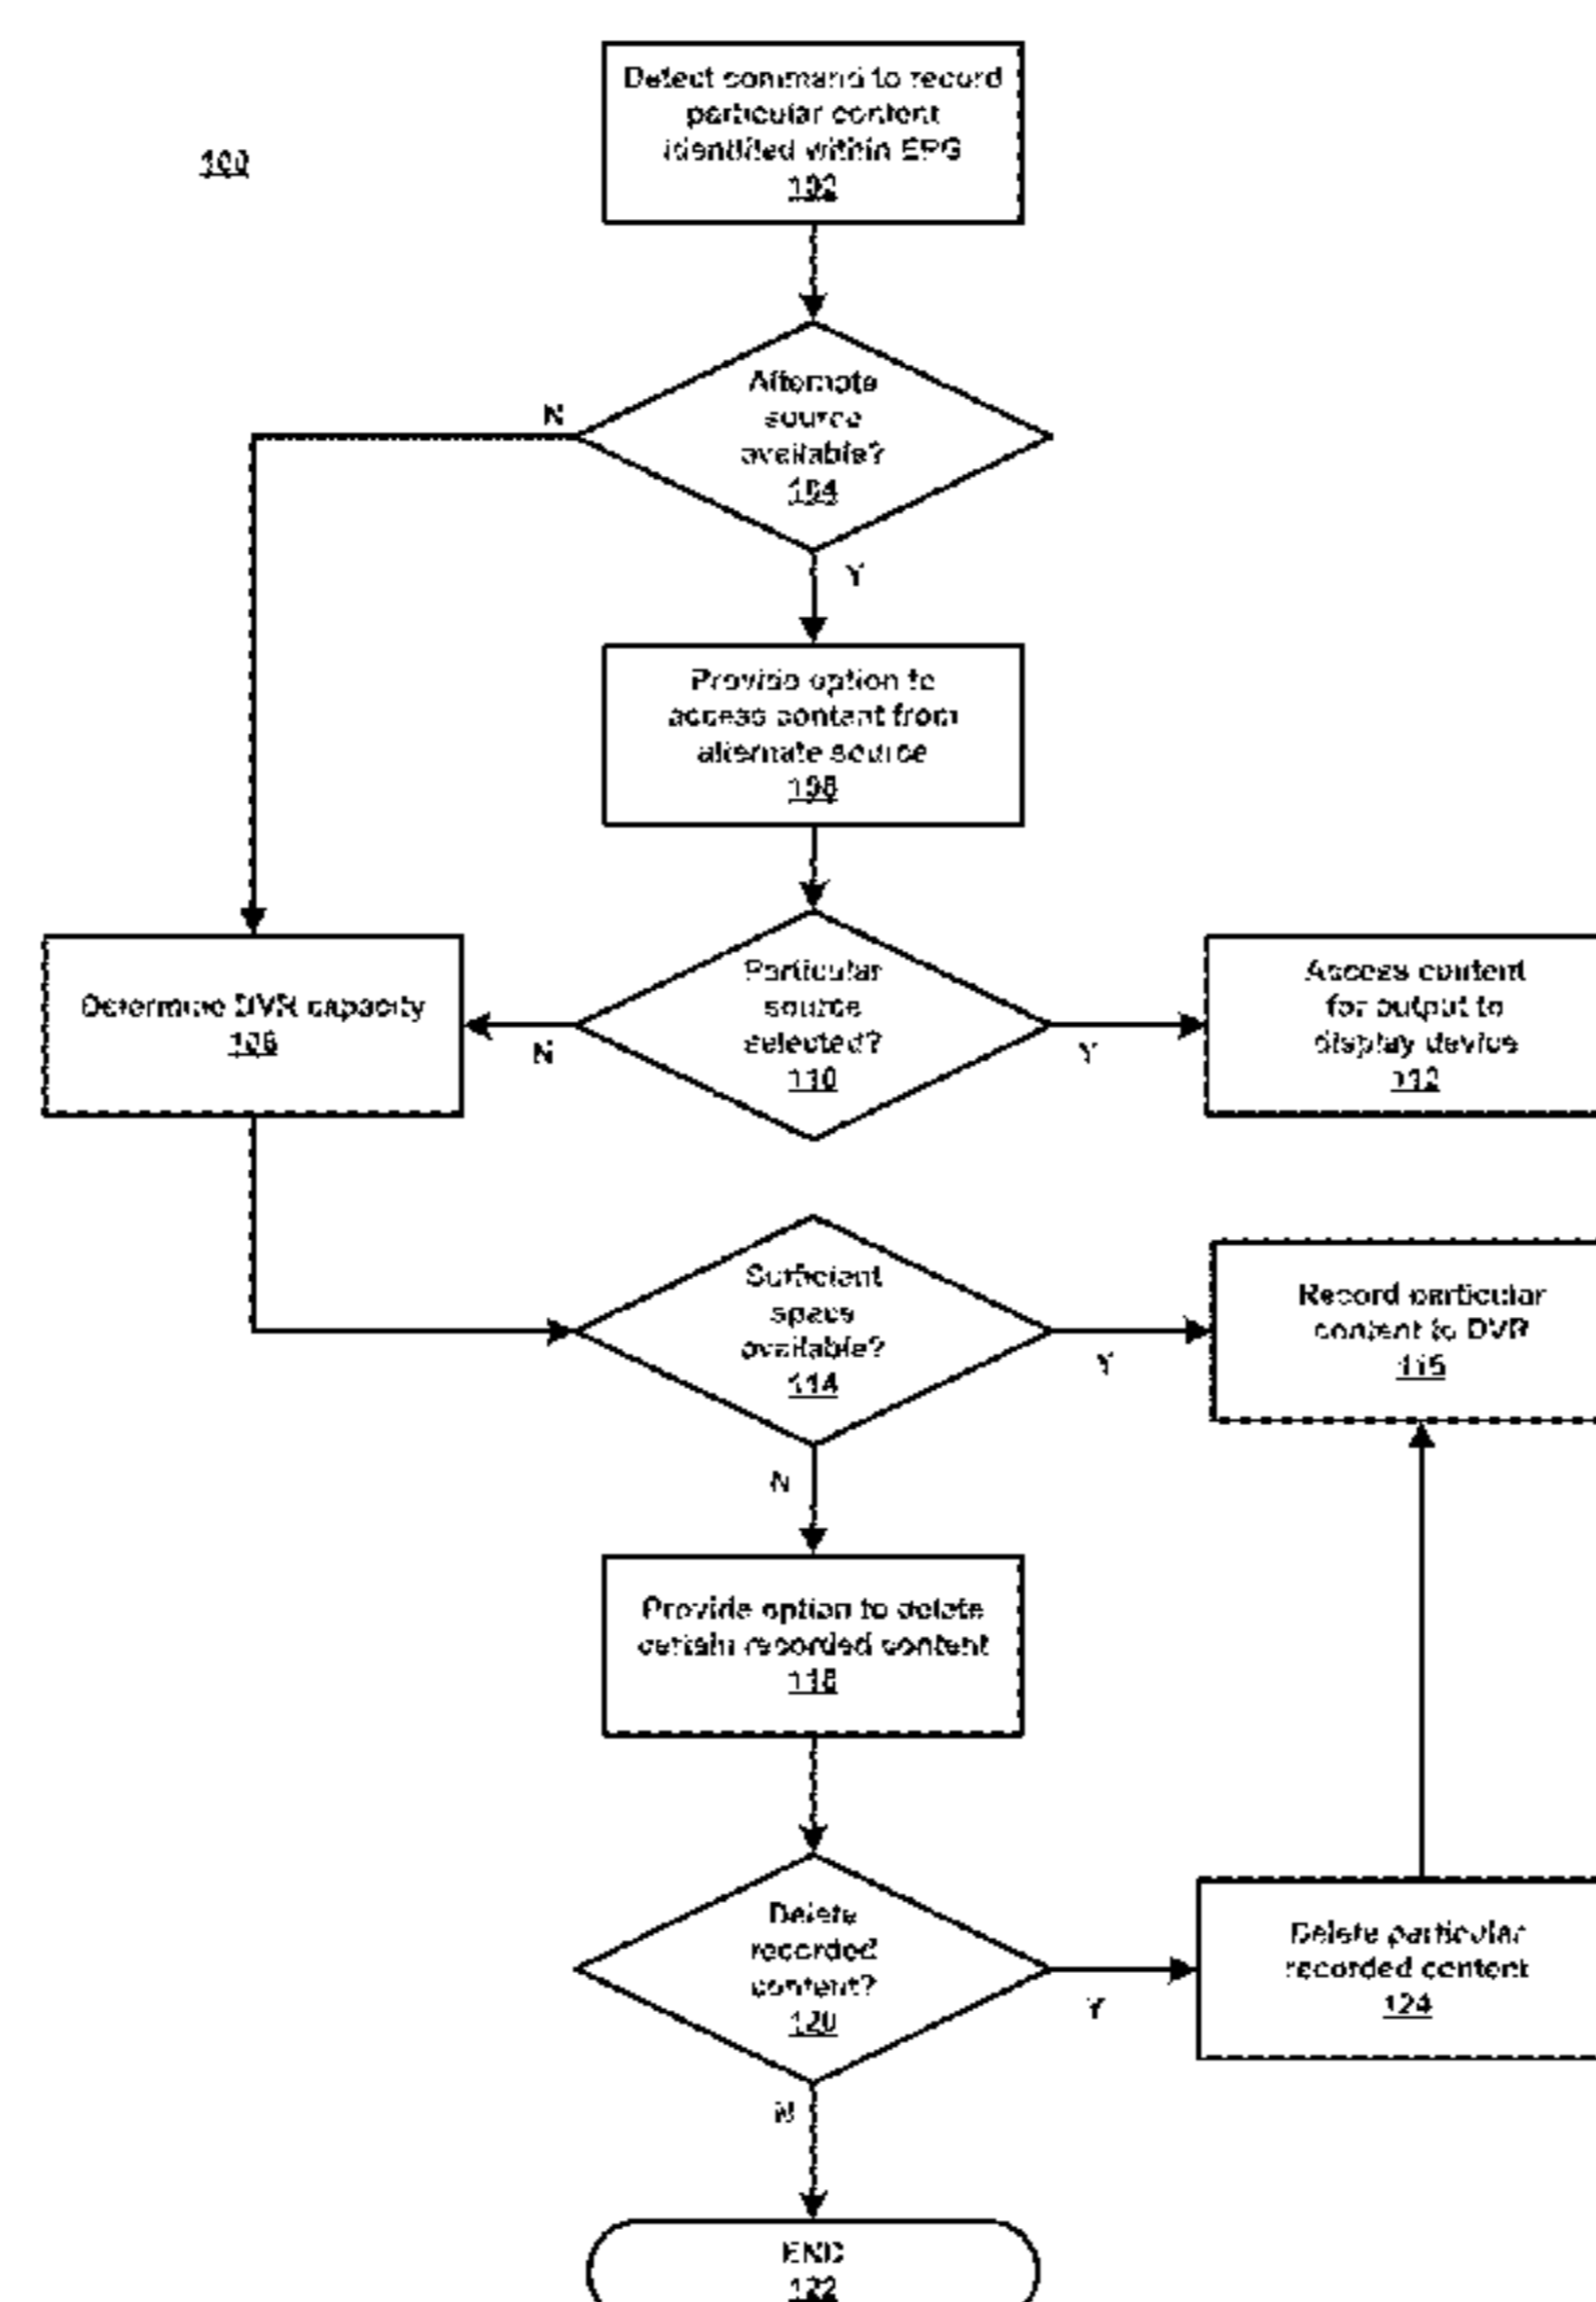 Detect command to record
particular content
identified within EPG
102
100
Alternate
source
available?
104
N
Y
Provide option to
access content from
alternate source
108
Particular
source
selected?
110
N
Y
Determine DVR capacity
106
Access content
for output to
display device
112
Sufficient
space
available?
114
Y
N
Record particular
content to DVR
116
Provide option to delete
certain recorded content
118
Delete
recorded
content?
120
Y
N
Delete particular
recorded content
124
END
122